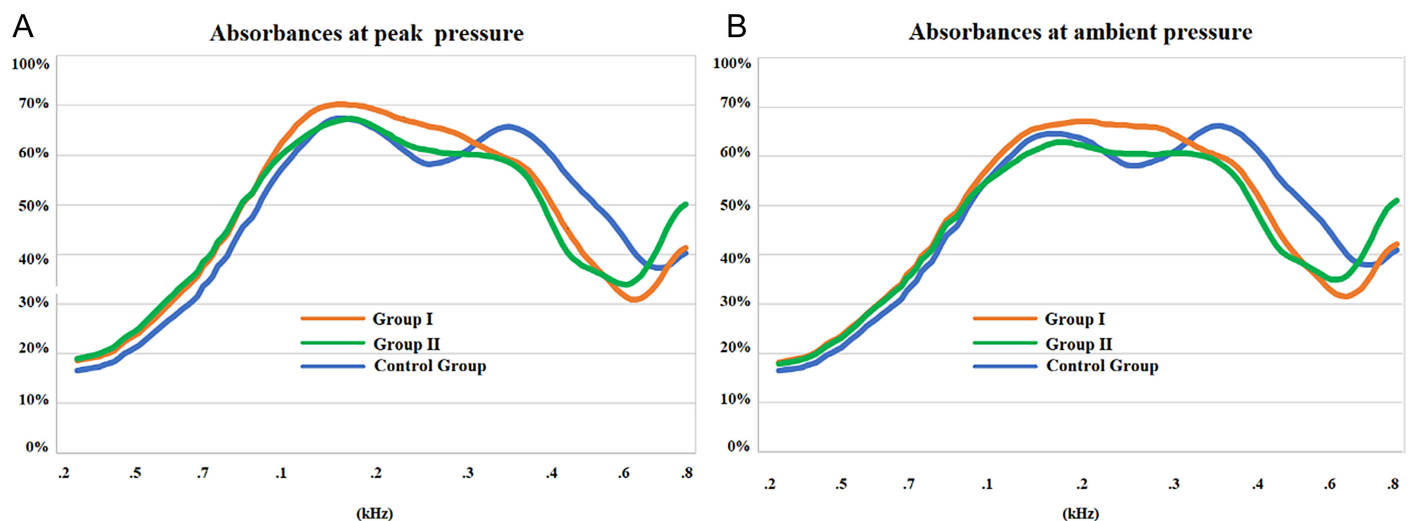 A
Absorbances at peak pressure
100%
70%
60%
50%
40%
30%
20%
10%
0%
Group I
Group II
Control Group
.2 .5 .7 .1 .2 .3 .4 .6 .8
(kHz)
B
Absorbances at ambient pressure
100%
70%
60%
50%
40%
30%
20%
10%
0%
Group I
Group II
Control Group
.2 .5 .7 .1 .2 .3 .4 .6 .8
(kHz)